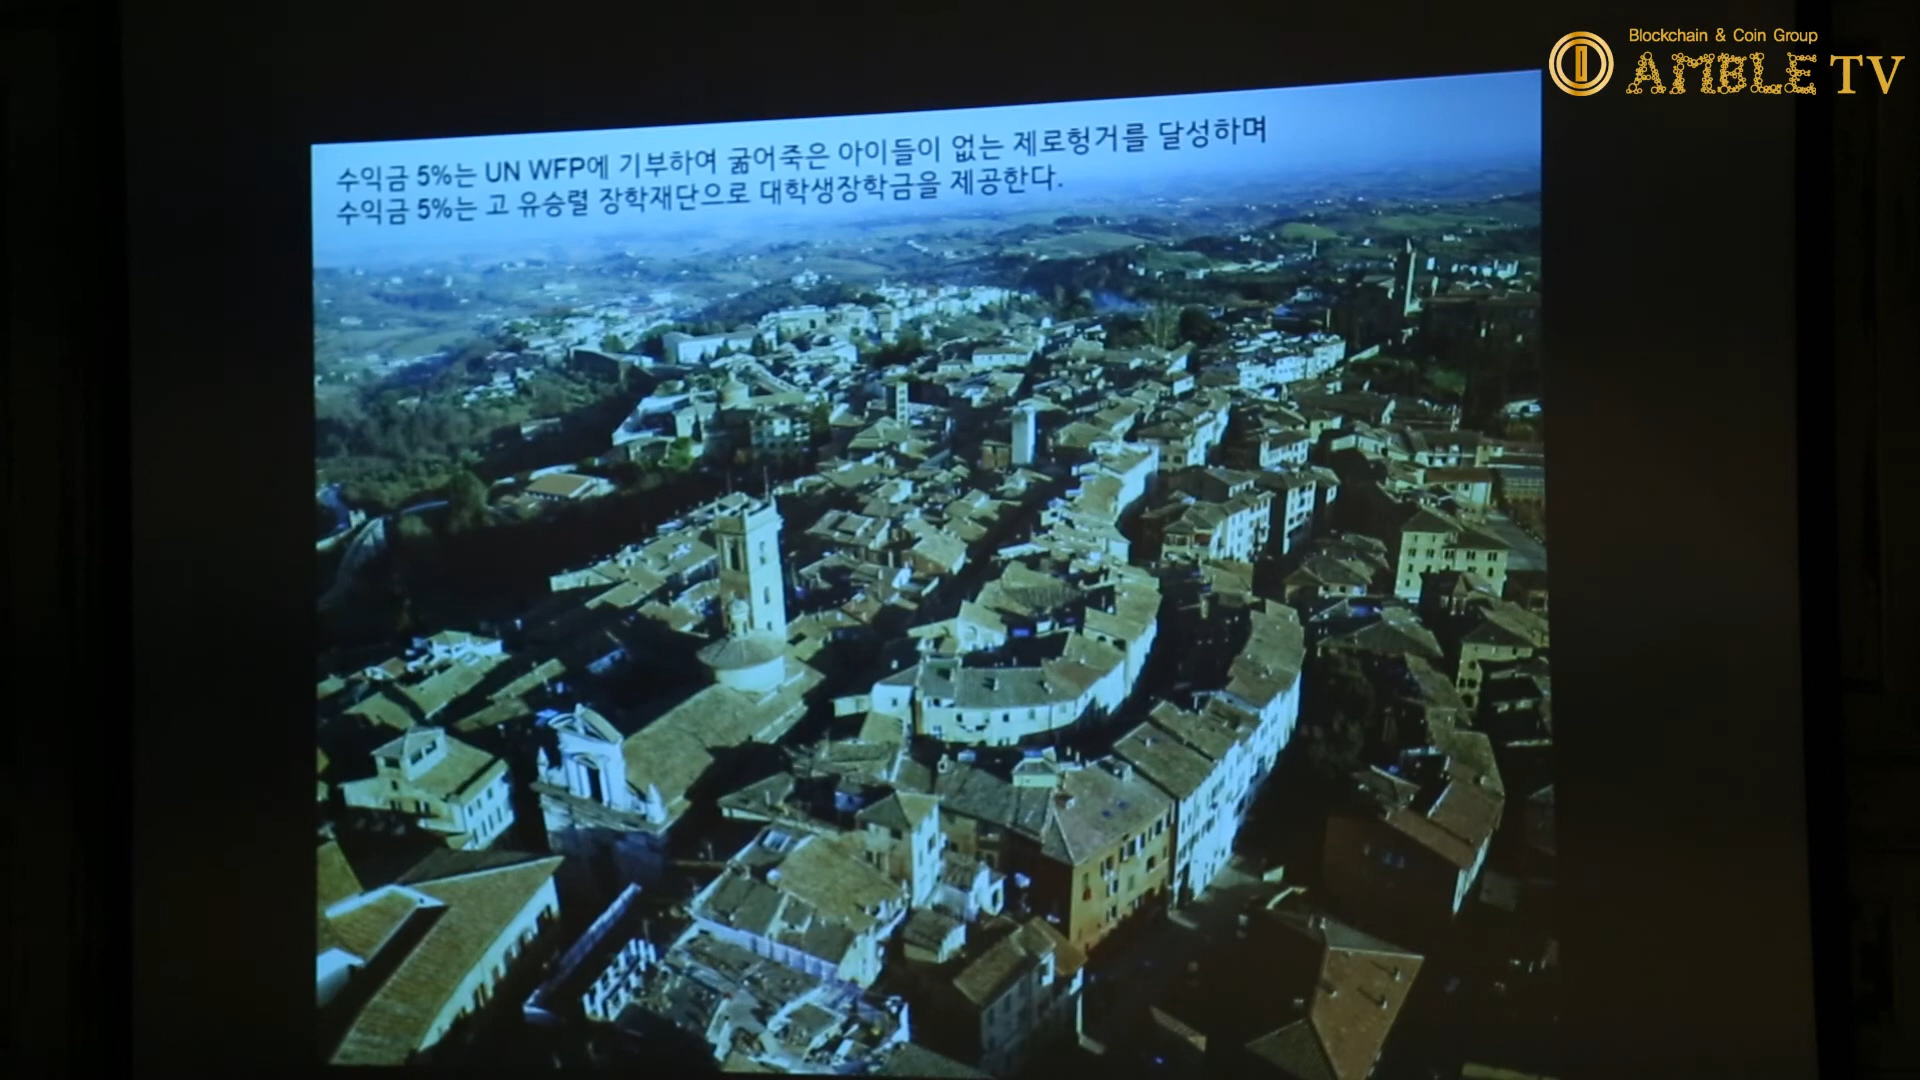 Blockchain & Coin Group
AMBLE TV
수익금 5%는 UN WFP에 기부하여 굶어죽은 아이들이 없는 제로헝거를 달성하며
수익금 5%는 고 유승렬 장학재단으로 대학생장학금을 제공한다.